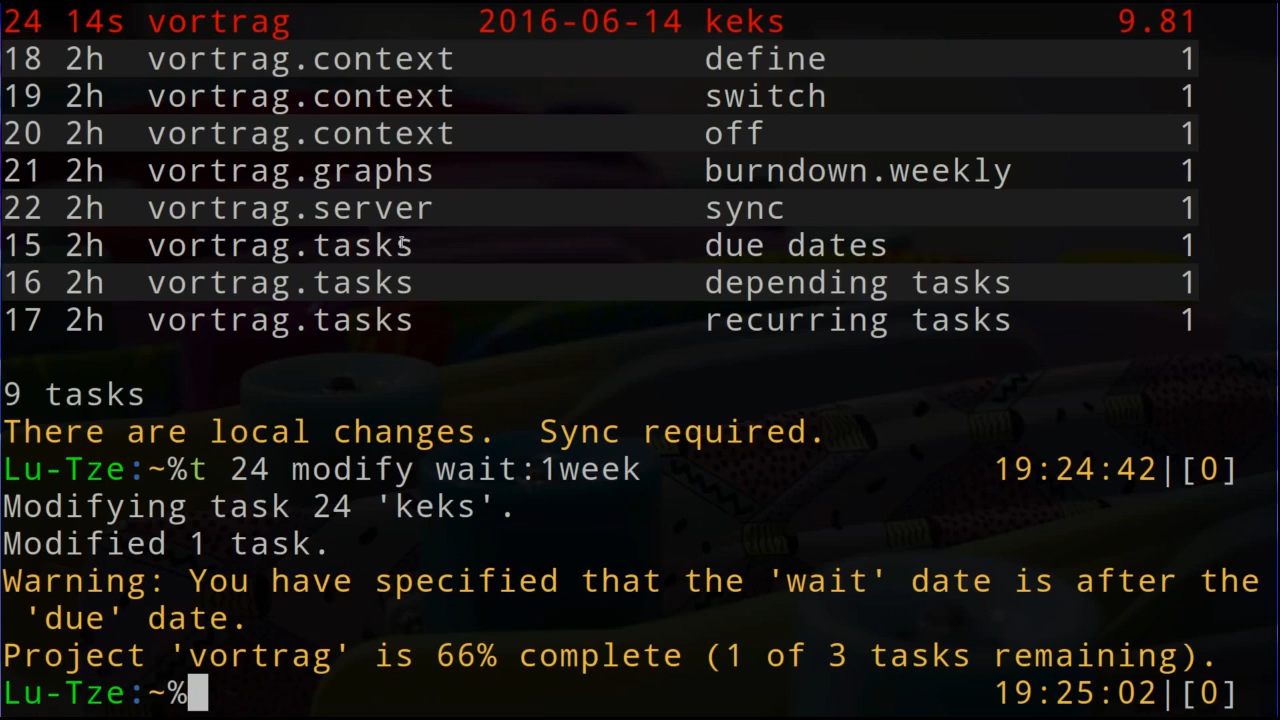 24 14s vortrag 2016-06-14 keks 9.81
18 2h vortrag.context define 1
19 2h vortrag.context switch 1
20 2h vortrag.context off 1
21 2h vortrag.graphs burndown.weekly 1
22 2h vortrag.server sync 1
15 2h vortrag.tasks due dates 1
16 2h vortrag.tasks depending tasks 1
17 2h vortrag.tasks recurring tasks 1
9 tasks
There are local changes. Sync required.
Lu-Tze:~%t 24 modify wait:1week 19:24:42|[0]
Modifying task 24 'keks'.
Modified 1 task.
Warning: You have specified that the 'wait' date is after the
'due' date.
Project 'vortrag' is 66% complete (1 of 3 tasks remaining).
Lu-Tze:~% 19:25:02|[0]